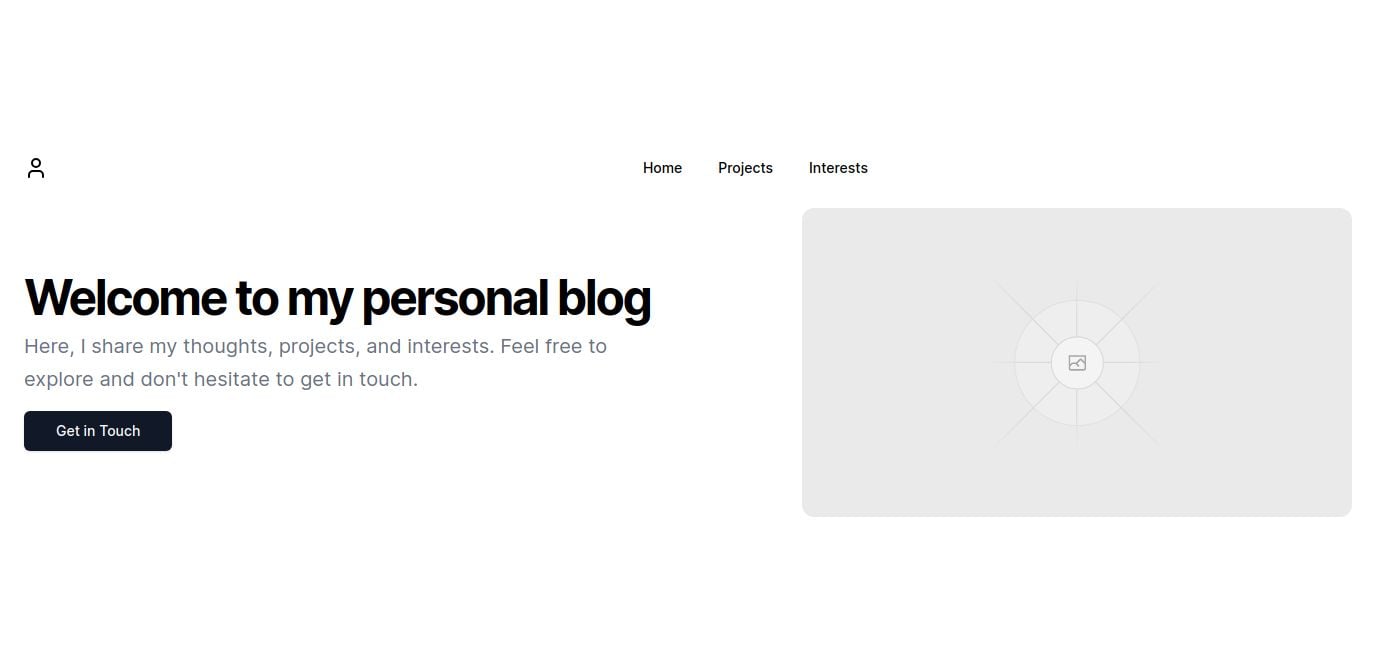 Home Projects Interests
Welcome to my personal blog
Here, I share my thoughts, projects, and interests. Feel free to
explore and don't hesitate to get in touch.
Get in Touch